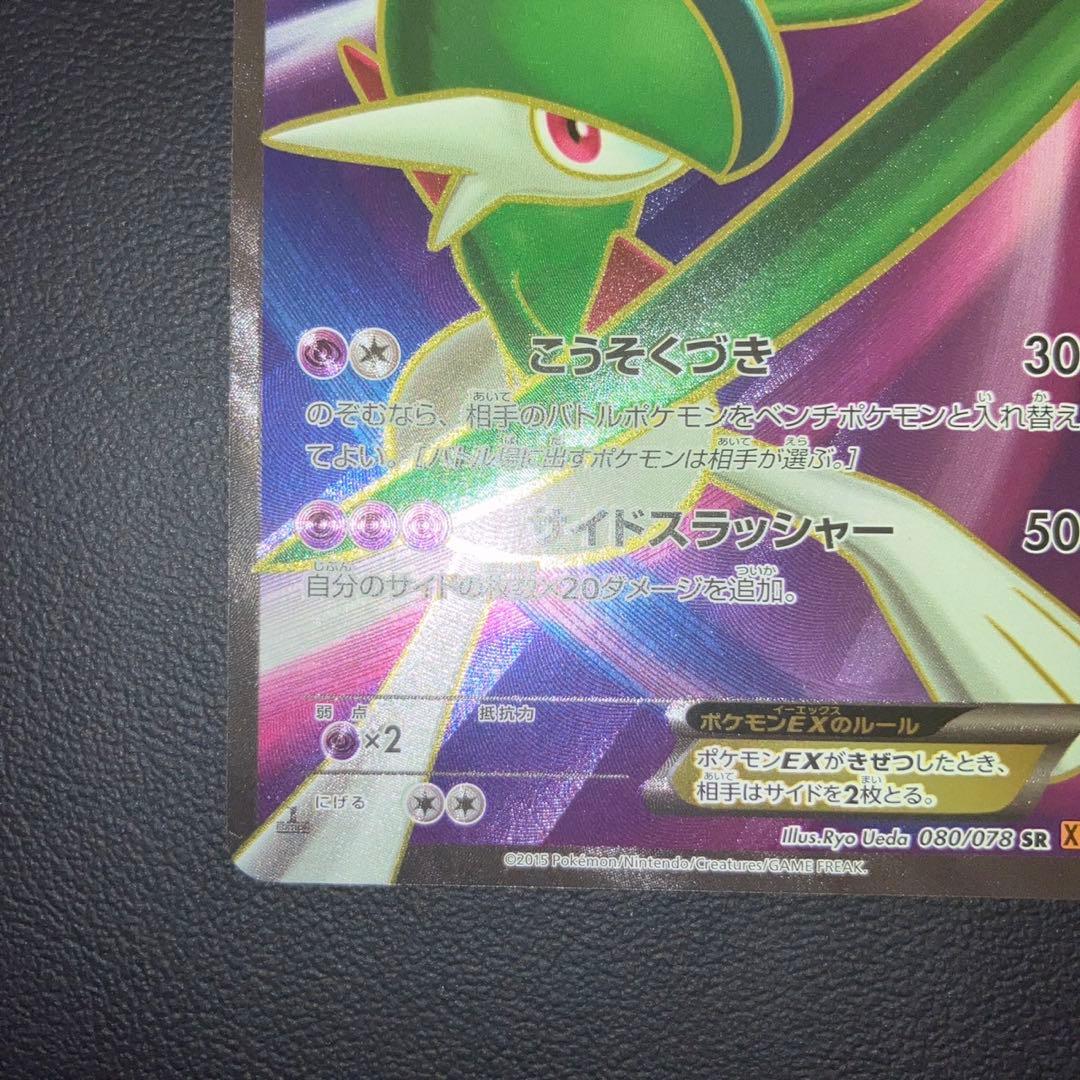 こうそくづき 30
のぞむなら、相手のバトルポケモンをベンチポケモンと入れ替え
てよい。[バトル場に出すポケモンは相手が選ぶ。]
サイドスラッシャー 50
自分のサイドの枚数×20ダメージを追加。
弱点 抵抗力
×2
にげる
ポケモンEXのルール
ポケモンEXがきぜつしたとき、
相手はサイドを2枚とる。
Illus.Ryo Ueda 080/078 SR X
©2015 Pokémon/Nintendo/Creatures/GAME FREAK.